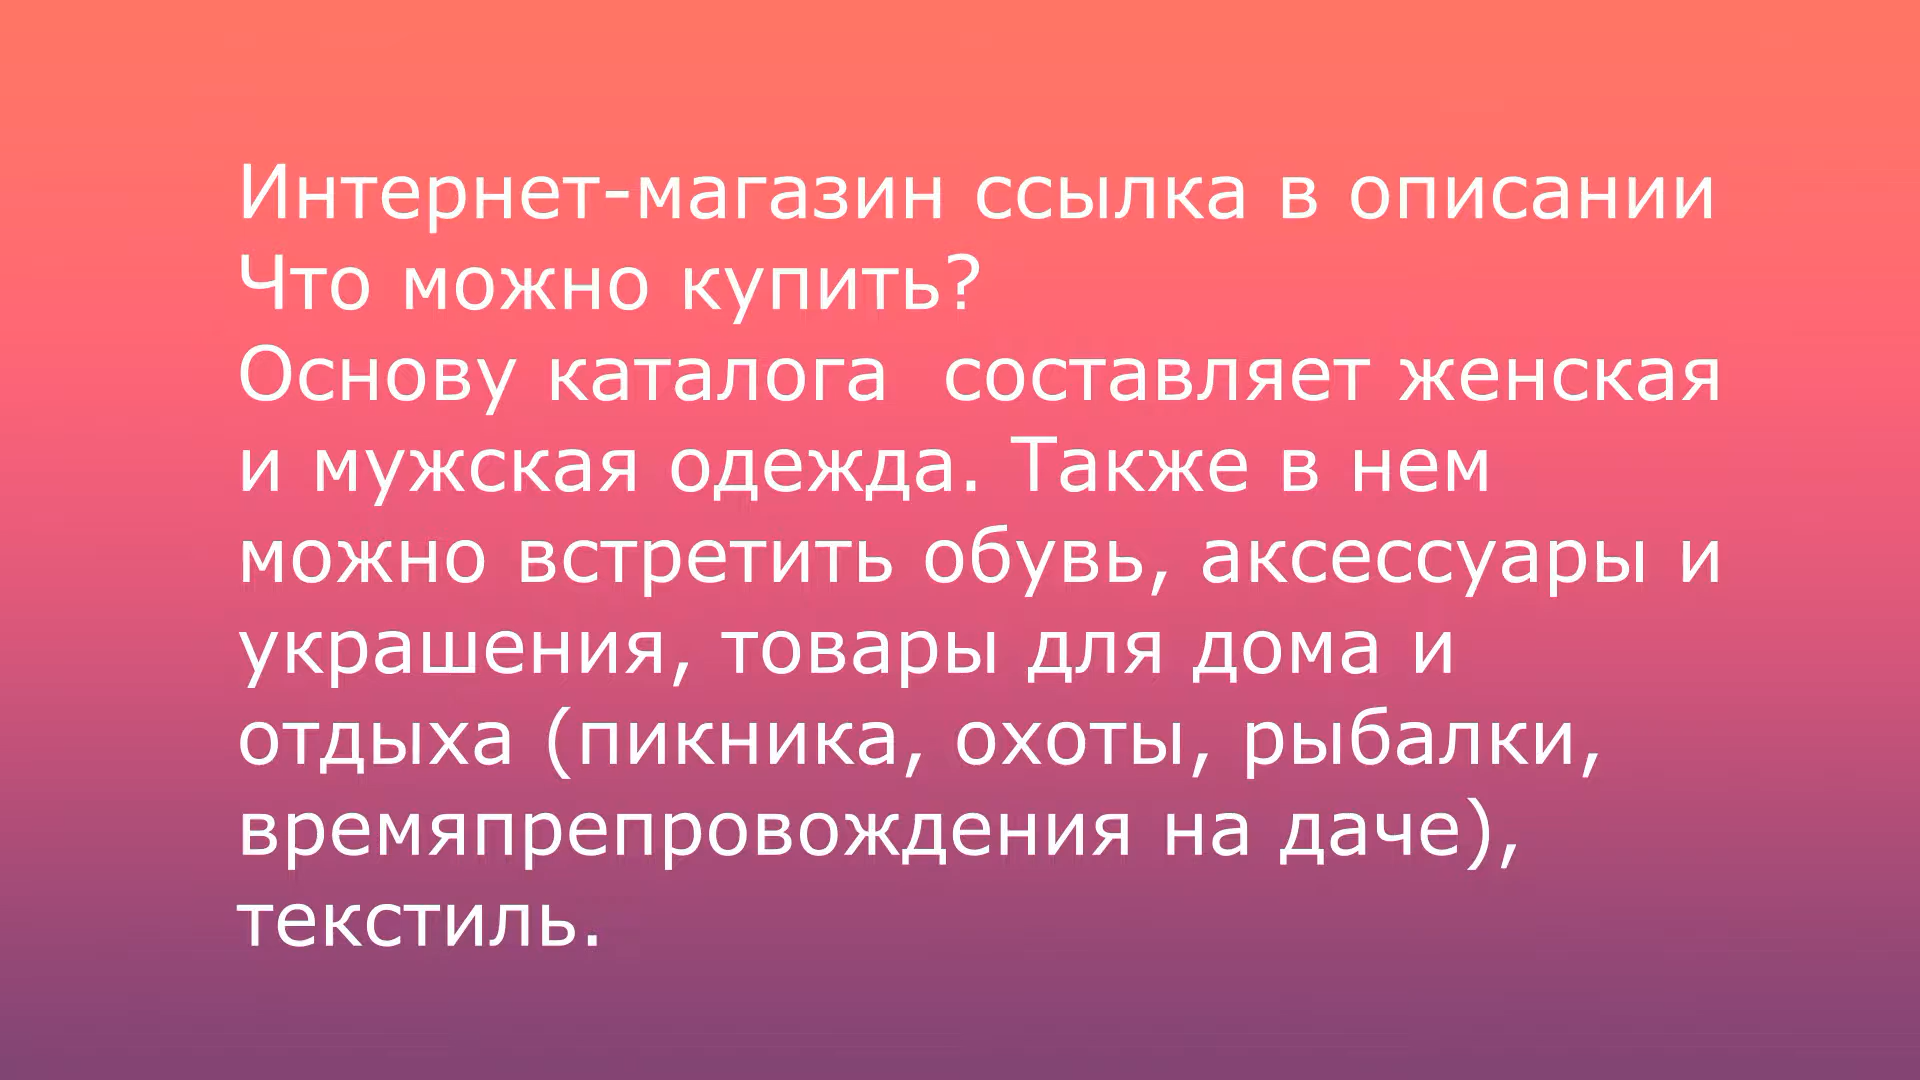 Интернет-магазин ссылка в описании
Что можно купить?
Основу каталога  составляет женская
и мужская одежда. Также в нем
можно встретить обувь, аксессуары и
украшения, товары для дома и
отдыха (пикника, охоты, рыбалки,
времяпрепровождения на даче),
текстиль.